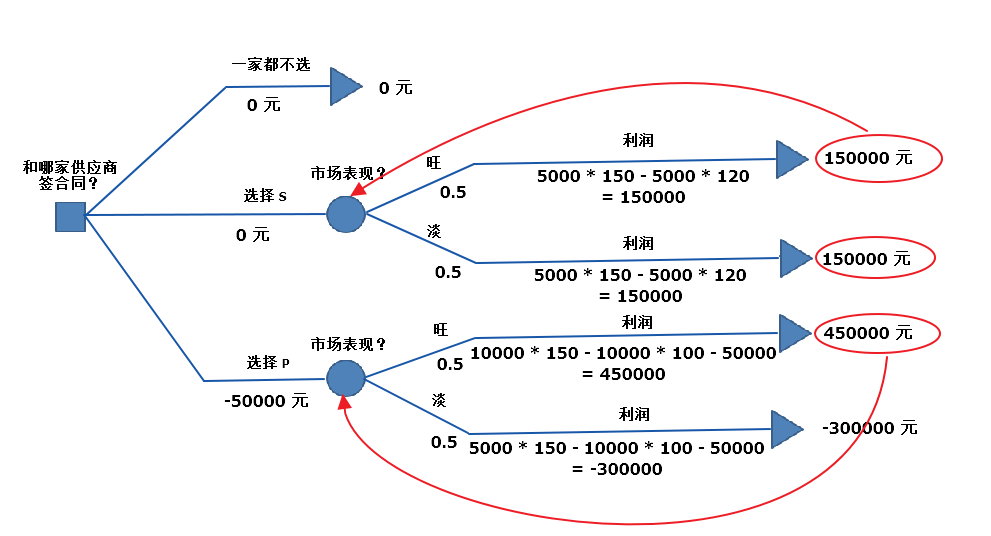 一家都不选
0 元
0 元
和哪家供应商
签合同？
市场表现？
选择 S
0 元
旺
0.5
利润
5000 * 150 - 5000 * 120
= 150000
150000 元
淡
0.5
利润
5000 * 150 - 5000 * 120
= 150000
150000 元
市场表现？
选择 P
-50000 元
旺
0.5
利润
10000 * 150 - 10000 * 100 - 50000
= 450000
450000 元
淡
0.5
利润
5000 * 150 - 10000 * 100 - 50000
= -300000
-300000 元